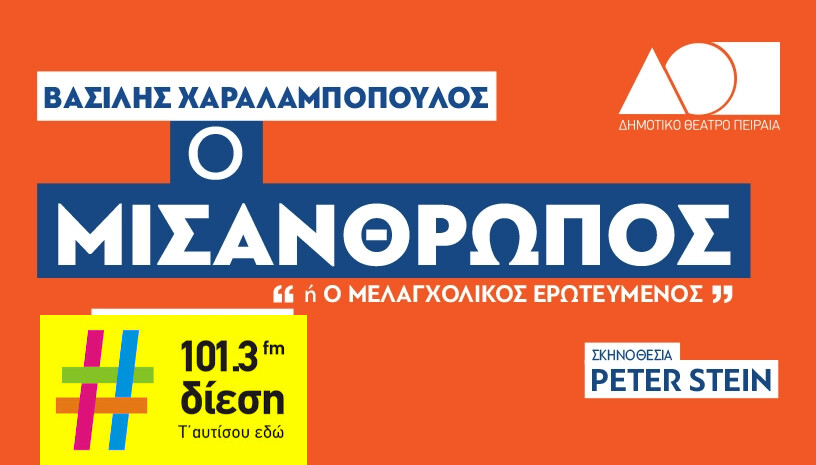 ΒΑΣΙΛΗΣ ΧΑΡΑΛΑΜΠΟΠΟΥΛΟΣ
ΔΗΜΟΤΙΚΟ ΘΕΑΤΡΟ ΠΕΙΡΑΙΑ
Ο
ΜΙΣΑΝΘΡΩΠΟΣ
“ ή Ο ΜΕΛΑΓΧΟΛΙΚΟΣ ΕΡΩΤΕΥΜΕΝΟΣ ”
101.3 fm
δίεση
Τ΄αυτίσου εδώ
ΣΚΗΝΟΘΕΣΙΑ
PETER STEIN